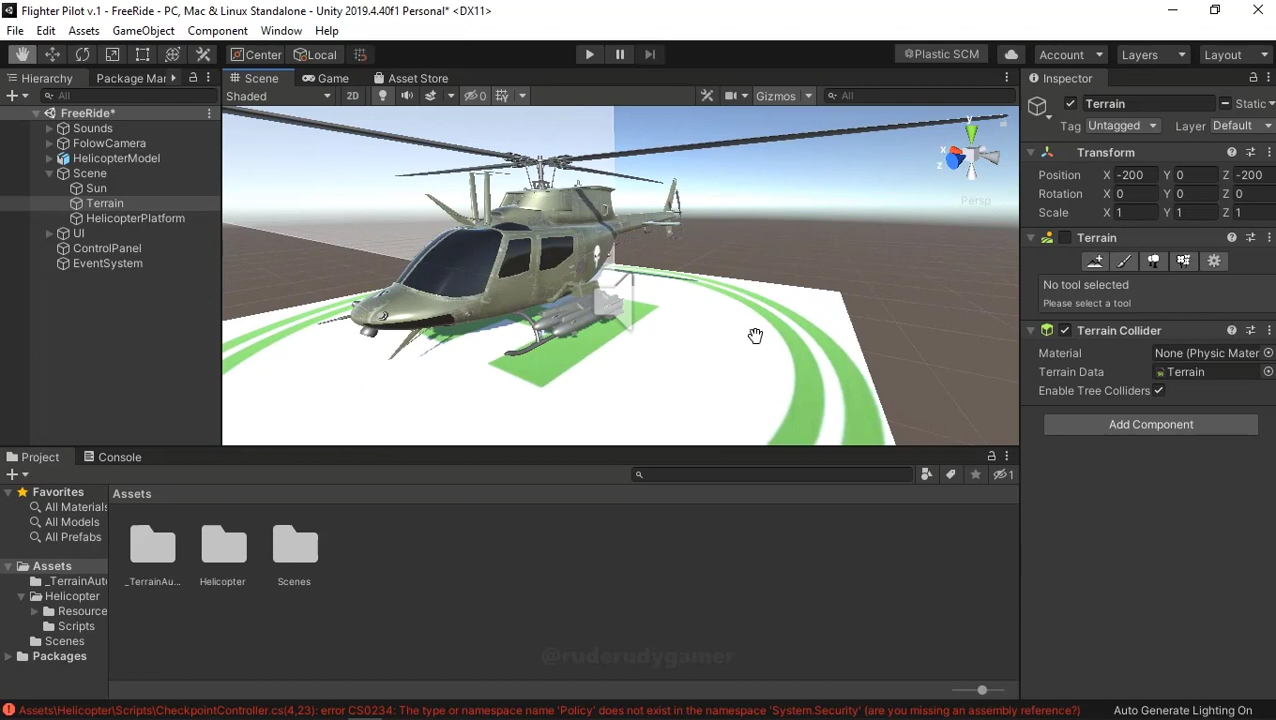 Flighter Pilot v.1 - FreeRide - PC, Mac & Linux Standalone - Unity 2019.4.40f1 Personal* <DX11>
File Edit Assets GameObject Component Window Help
Center Local Plastic SCM Account Layers Layout
Hierarchy Package Mar Scene Game Asset Store Inspector
All Shaded 2D 0 Gizmos All Terrain Static
FreeRide*
Sounds
FolowCamera
HelicopterModel
Scene
Sun
Terrain
HelicopterPlatform
UI
ControlPanel
EventSystem
y
x
z
Persp
Tag Untagged Layer Default
Transform
Position X -200 Y 0 Z -200
Rotation X 0 Y 0 Z 0
Scale X 1 Y 1 Z 1
Terrain
No tool selected
Please select a tool
Terrain Collider
Material None (Physic Mater
Terrain Data Terrain
Enable Tree Colliders
Add Component
Project Console
1
Favorites
All Materials
All Models
All Prefabs
Assets
_TerrainAuto
Helicopter
Resource
Scripts
Scenes
Packages
Assets
_TerrainAu...
Helicopter
Scenes
@ruderudygamer
Assets\Helicopter\Scripts\CheckpointController.cs(4,23): error CS0234: The type or namespace name 'Policy' does not exist in the namespace 'System.Security' (are you missing an assembly reference?)
Auto Generate Lighting On